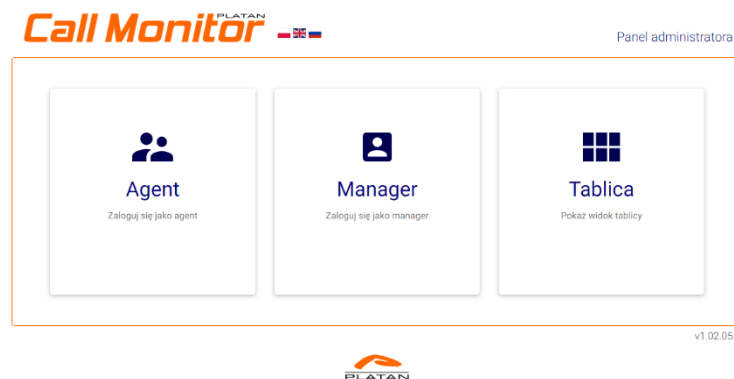 PLATAN
Call Monitor
Panel administratora
Agent
Zaloguj się jako agent
Manager
Zaloguj się jako manager
Tablica
Pokaż widok tablicy
v1.02.05
PLATAN